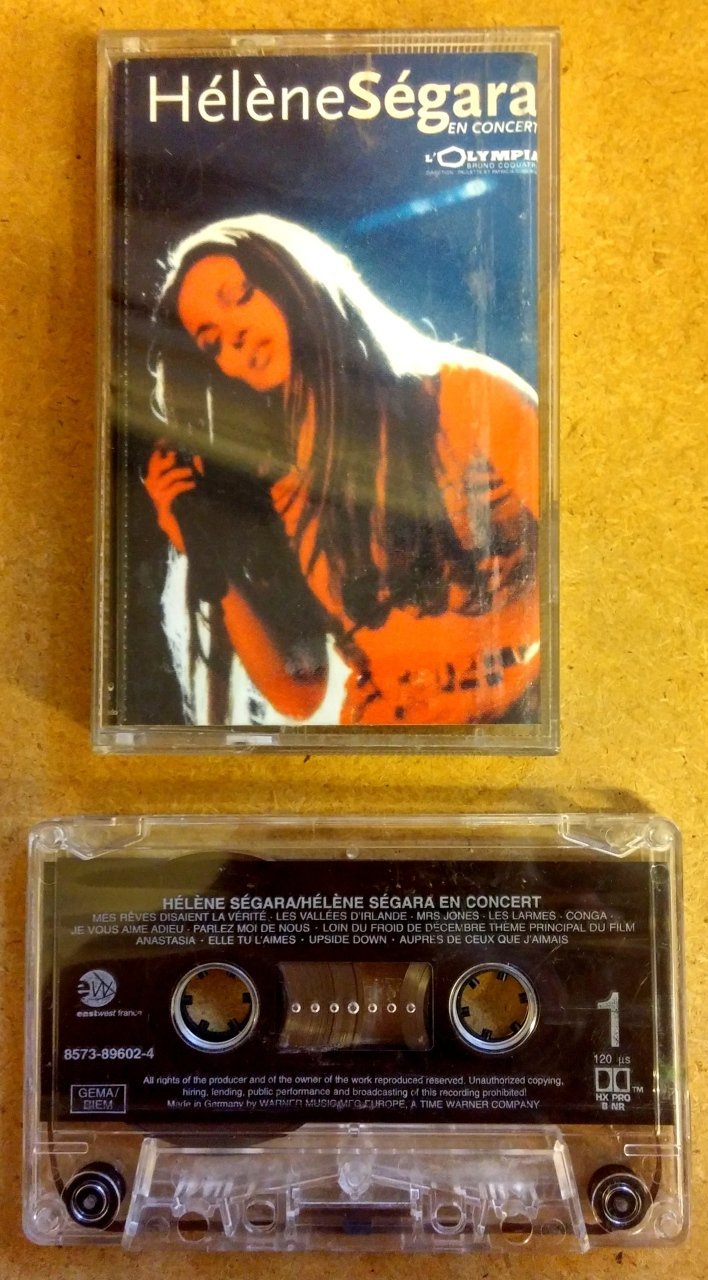 HélèneSégara
EN CONCERT
L'OLYMPIA
BRUNO COQUATRIX
HÉLÈNE SÉGARA/HÉLÈNE SÉGARA EN CONCERT
MES RÊVES DISAIENT LA VÉRITÉ · LES VALLÉES D'IRLANDE · MRS JONES · LES LARMES · CONGA ·
JE VOUS AIME ADIEU · PARLEZ MOI DE NOUS · LOIN DU FROID DE DÉCEMBRE THÈME PRINCIPAL DU FILM
ANASTASIA · ELLE TU L'AIMES · UPSIDE DOWN · AUPRES DE CEUX QUE J'AIMAIS
ew
eastwest france
1
8573-89602-4
120 µs
GEMA/
BIEM
All rights of the producer and of the owner of the work reproduced reserved. Unauthorized copying,
hiring, lending, public performance and broadcasting of this recording prohibited!
Made in Germany by WARNER MUSIC MFG EUROPE, A TIME WARNER COMPANY
TM
HX PRO
B NR